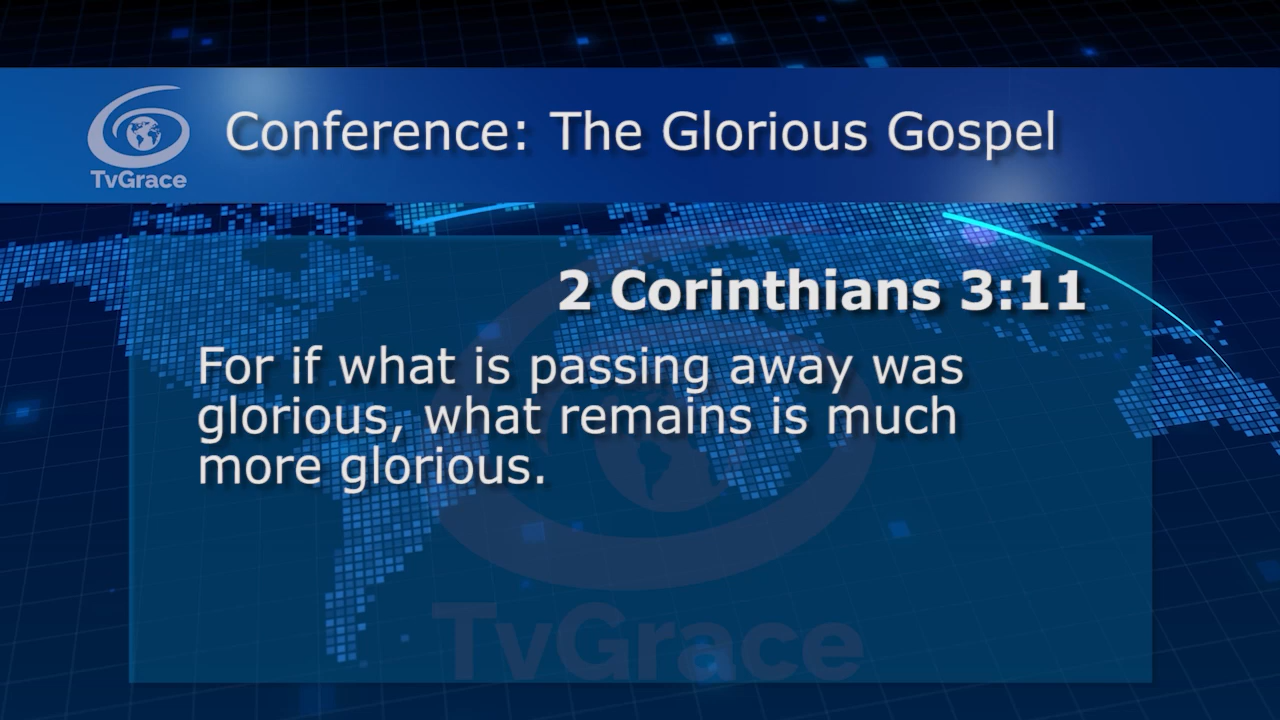 Conference: The Glorious Gospel
TvGrace
2 Corinthians 3:11
For if what is passing away was
glorious, what remains is much
more glorious.
TvGrace